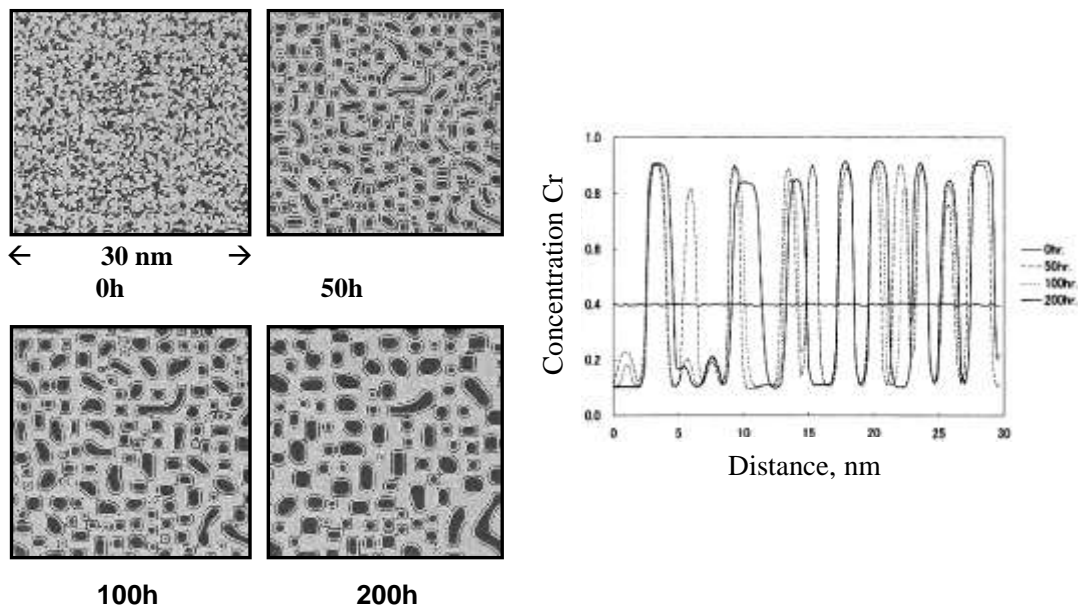 ← 30 nm →
0h 50h
100h 200h
Concentration Cr
1.0
0.8
0.6
0.4
0.2
0.0
0 5 10 15 20 25 30
Distance, nm
0hr.
50hr.
100hr.
200hr.